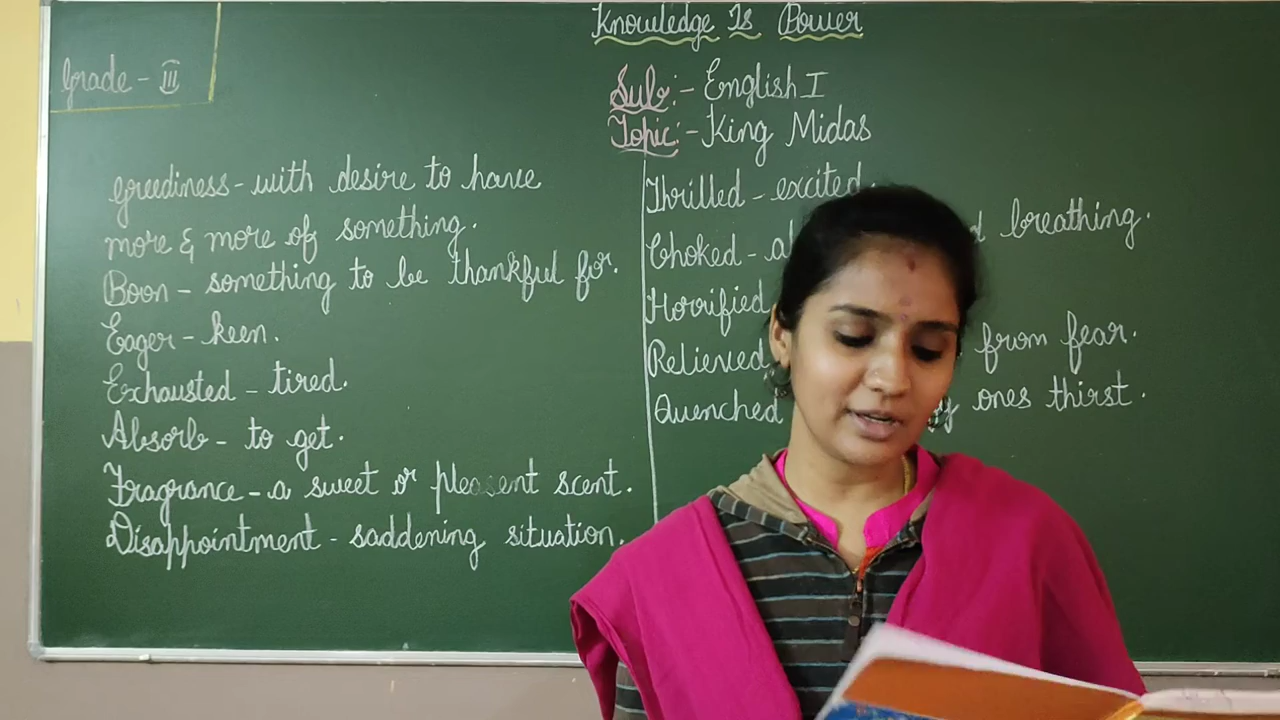 Knowledge Is Power
Grade - III
Sub:- English I
Topic:- King Midas
Greediness - with desire to have
more & more of something.
Boon - something to be thankful for.
Eager - keen.
Exhausted - tired.
Absorb - to get.
Fragrance - a sweet or pleasent scent.
Disappointment - saddening situation.
Thrilled - excited.
Choked - breathing.
Horrified
Relieved from fear.
Quenched ones thirst.